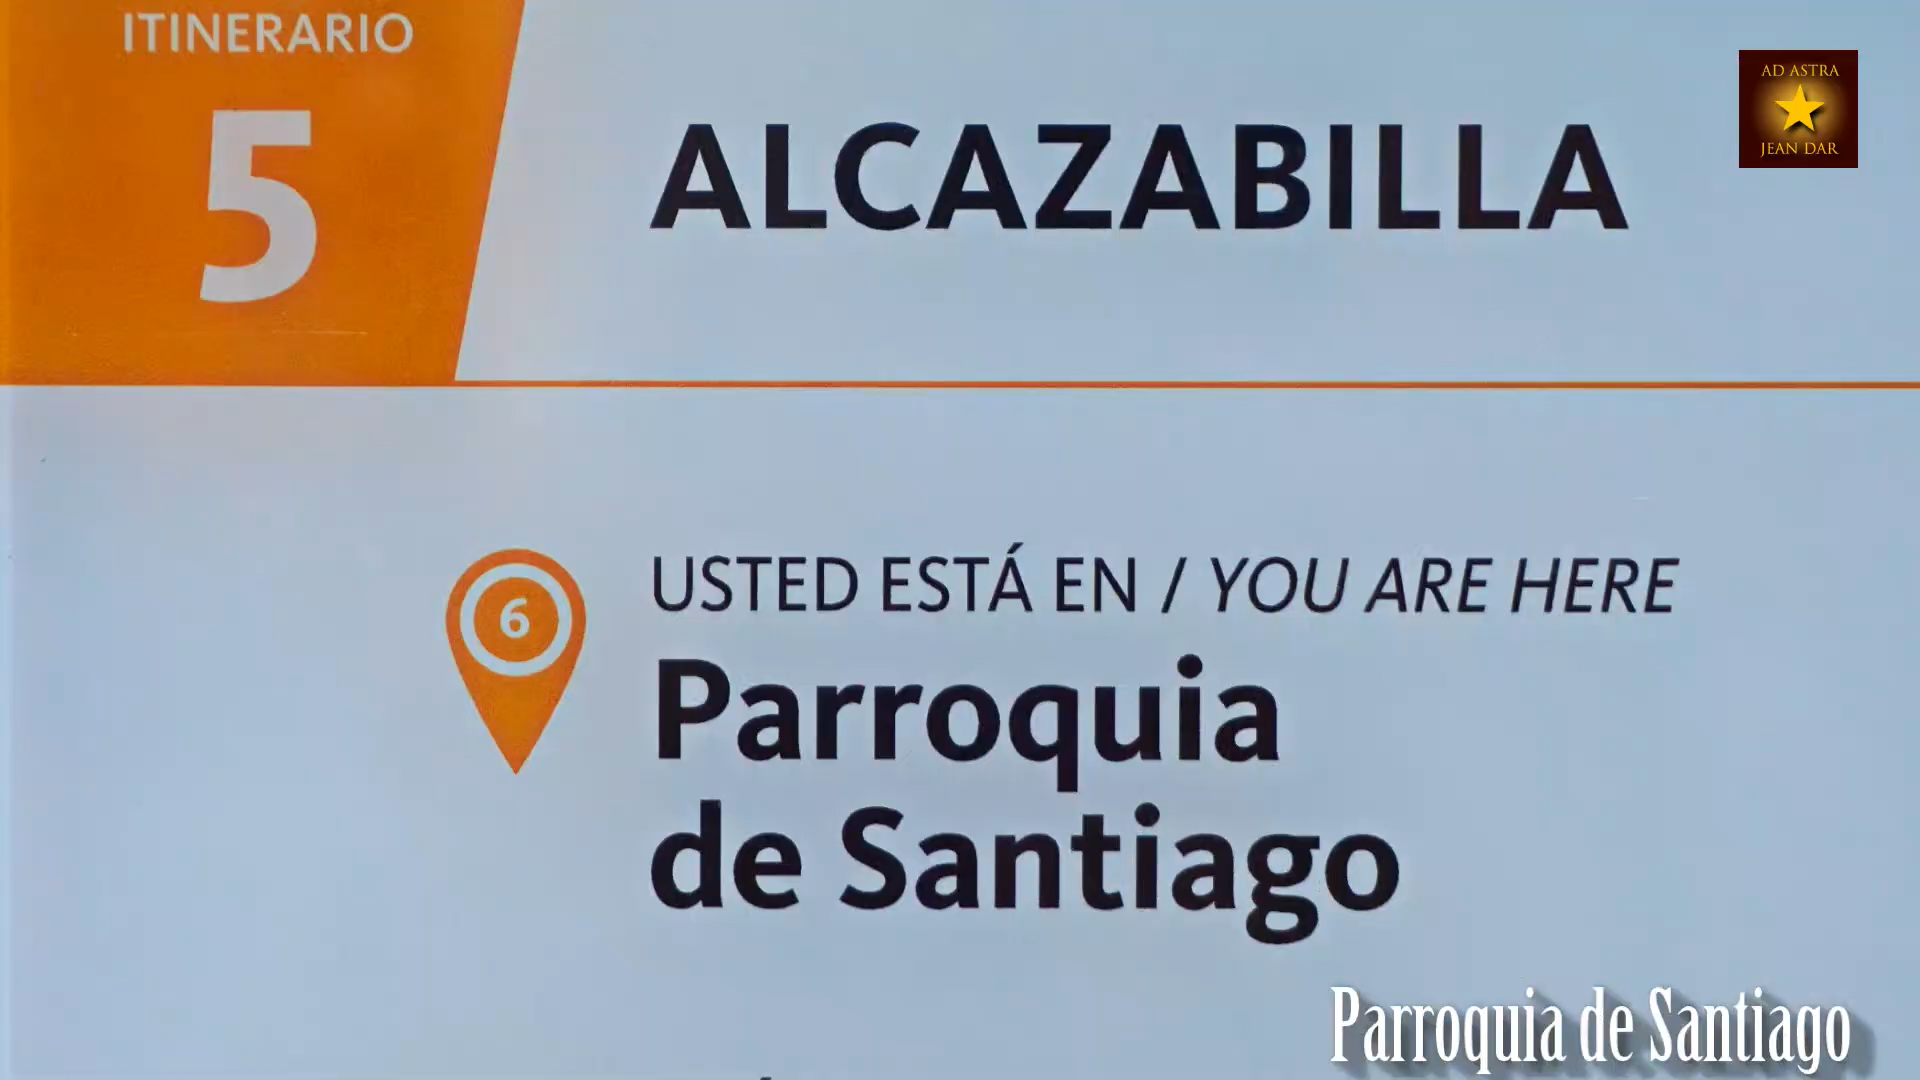 ITINERARIO
5
ALCAZABILLA
AD ASTRA
JEAN DAR
6
USTED ESTÁ EN / YOU ARE HERE
Parroquia
de Santiago
Parroquia de Santiago